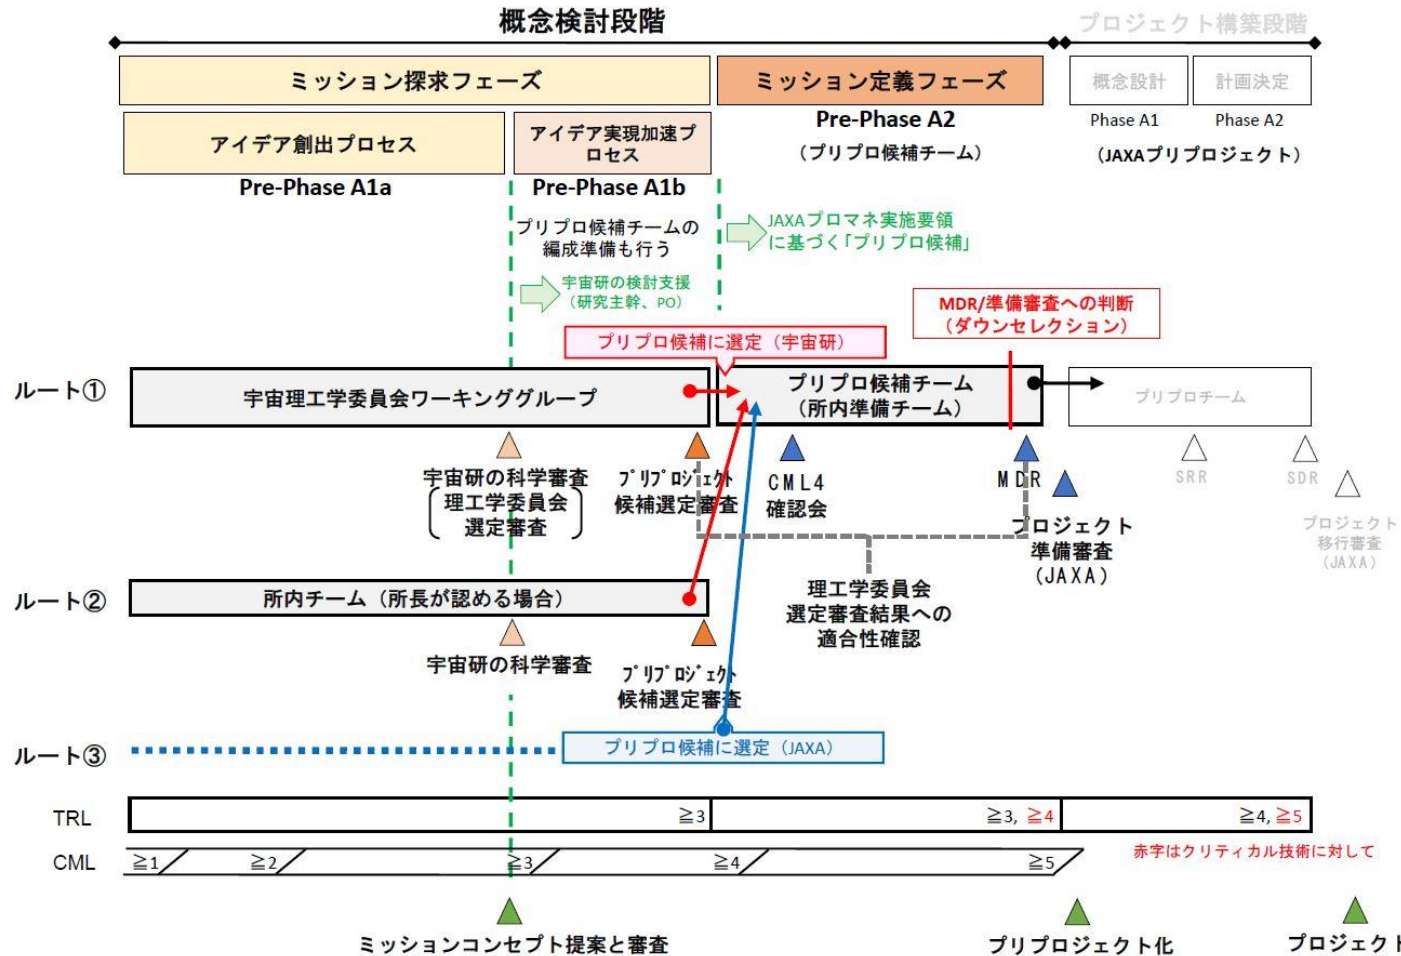 概念検討段階
プロジェクト構築段階
ミッション探求フェーズ
ミッション定義フェーズ
概念設計
計画決定
Pre-Phase A2
Phase A1
Phase A2
アイデア創出プロセス
アイデア実現加速プ
ロセス
(プリプロ候補チーム)
(JAXAプリプロジェクト)
Pre-Phase A1a
Pre-Phase A1b
プリプロ候補チームの
編成準備も行う
JAXAプロマネ実施要領
に基づく「プリプロ候補」
宇宙研の検討支援
(研究主幹、PO)
MDR/準備審査への判断
(ダウンセレクション)
プリプロ候補に選定(宇宙研)
ルート①
宇宙理工学委員会ワーキンググループ
プリプロ候補チーム
(所内準備チーム)
プリプロチーム
宇宙研の科学審査
理工学委員会
選定審査
プリプロジェクト
候補選定審査
CML4
確認会
MDR
プロジェクト
準備審査
(JAXA)
SRR
SDR
プロジェクト
移行審査
(JAXA)
ルート②
所内チーム(所長が認める場合)
理工学委員会
選定審査結果への
適合性確認
宇宙研の科学審査
プリプロジェクト
候補選定審査
ルート③
プリプロ候補に選定(JAXA)
TRL
≧3
≧3, ≧4
≧4, ≧5
CML
≧1
≧2
≧3
≧4
≧5
赤字はクリティカル技術に対して
ミッションコンセプト提案と審査
プリプロジェクト化
プロジェクト